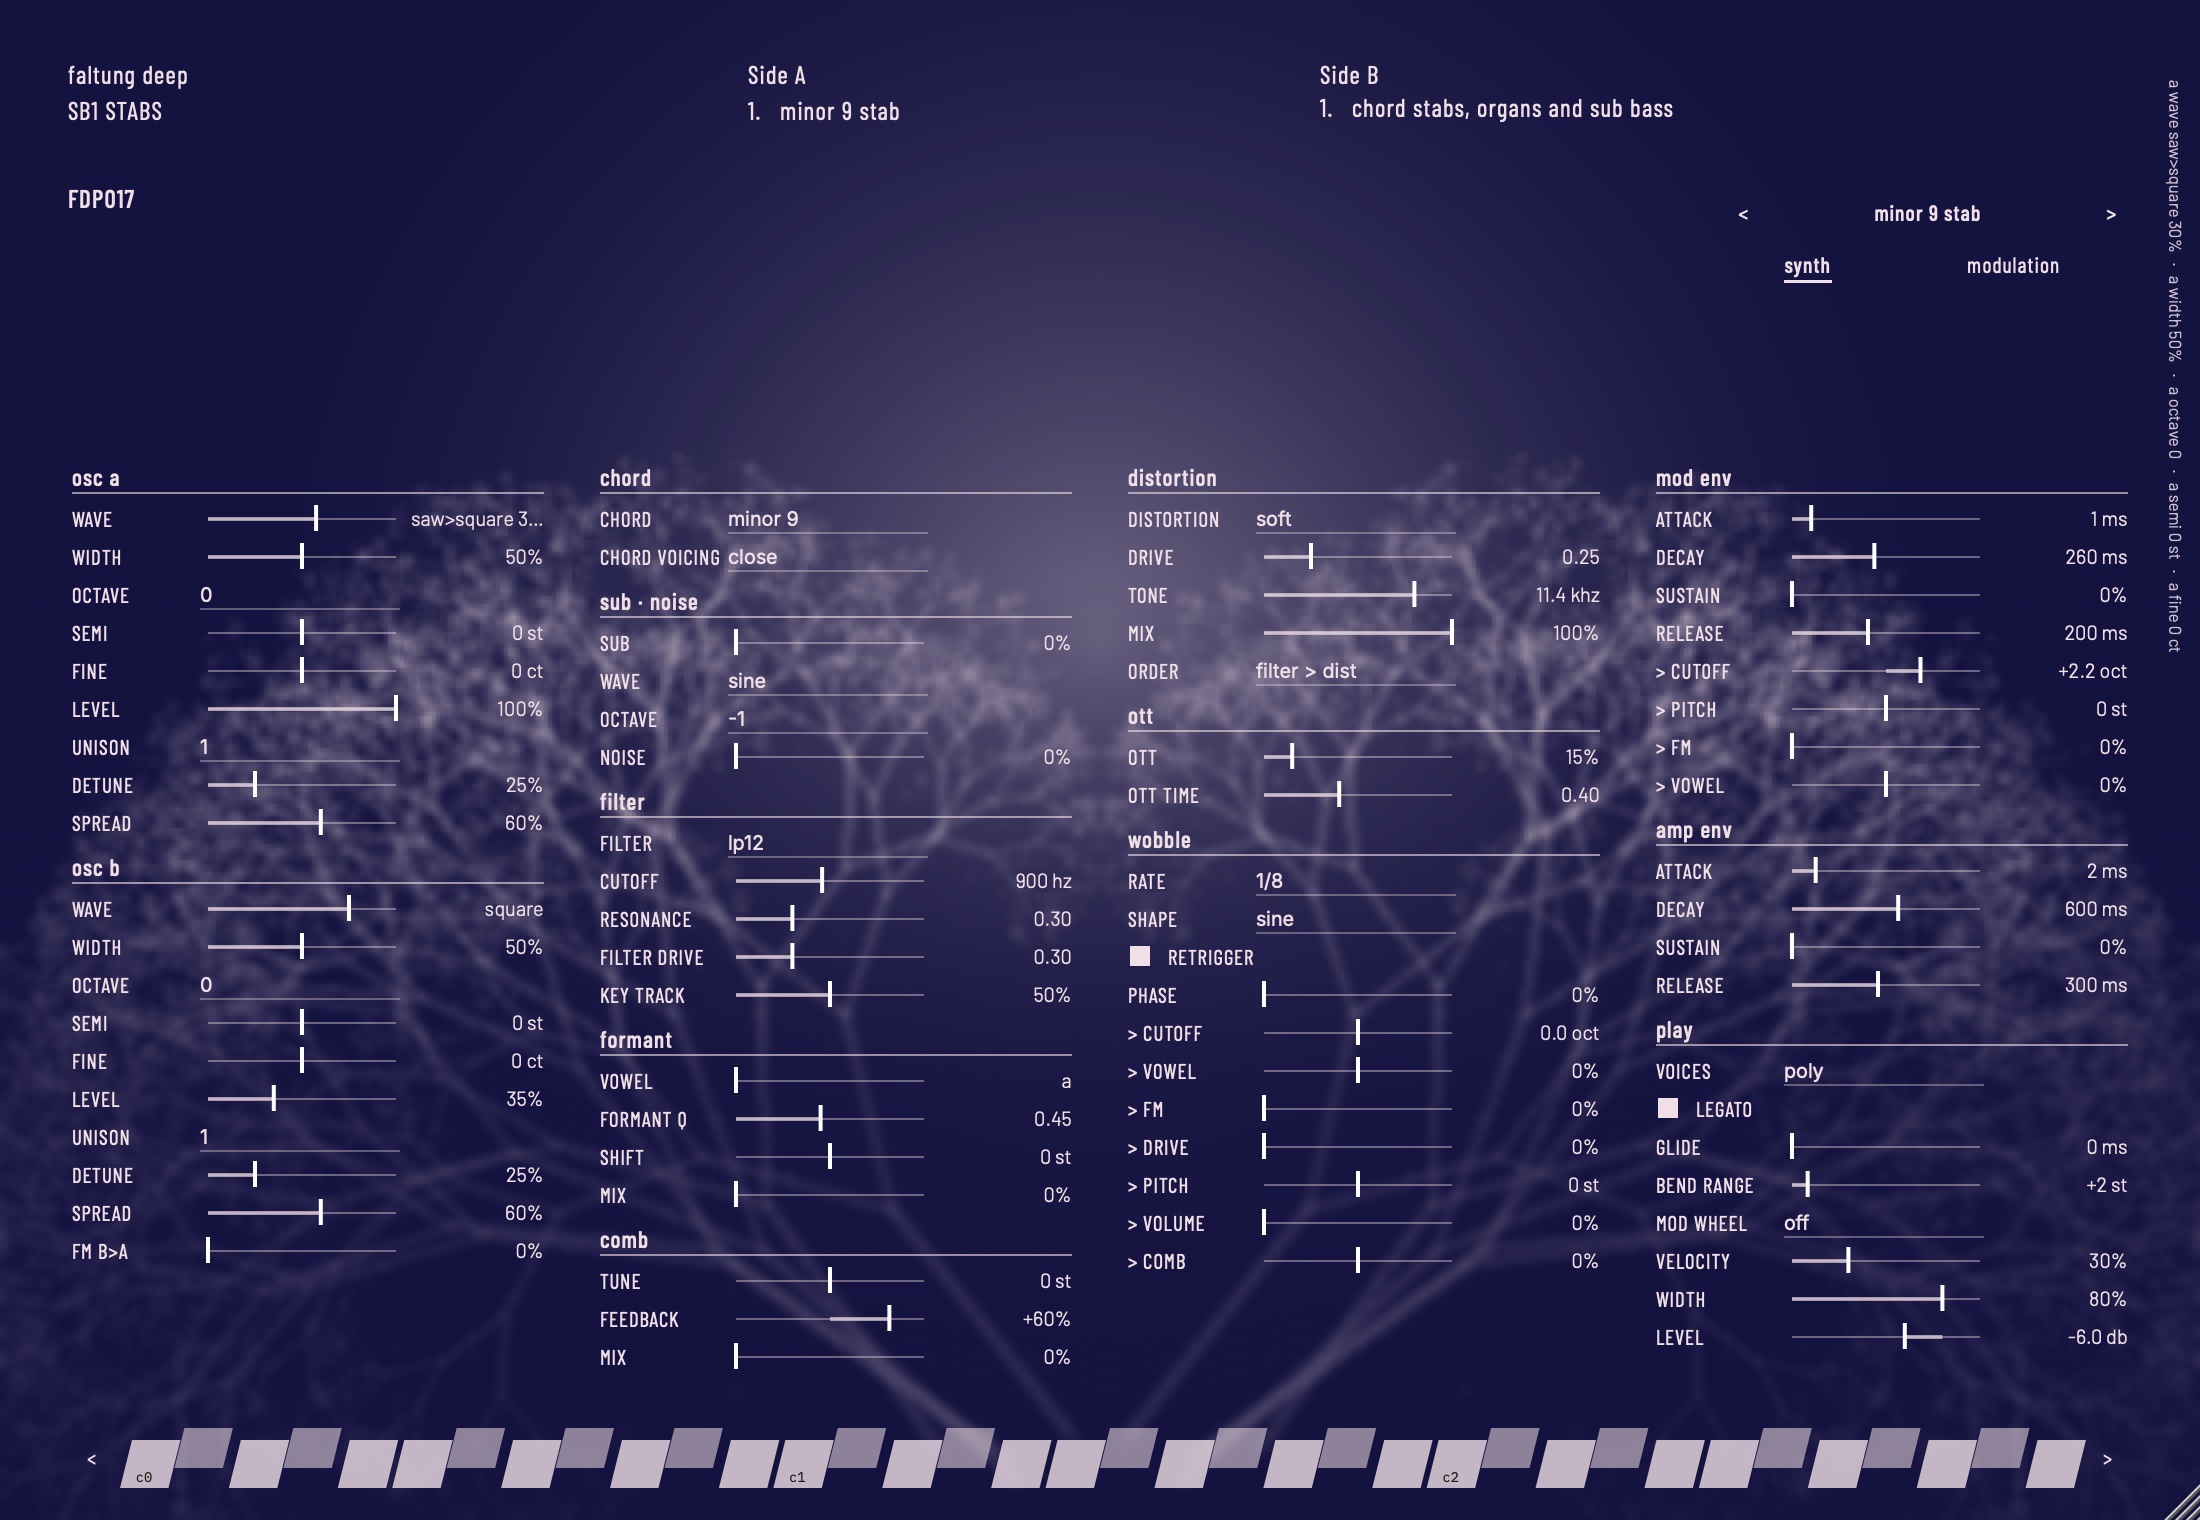 faltung deep
SB1 STABS
FDP017
Side A
1. minor 9 stab
Side B
1. chord stabs, organs and sub bass
< minor 9 stab >
synth modulation
a wave saw>square 30% · a width 50% · a octave 0 · a semi 0 st · a fine 0 ct
osc a
WAVE saw>square 3...
WIDTH 50%
OCTAVE 0
SEMI 0 st
FINE 0 ct
LEVEL 100%
UNISON 1
DETUNE 25%
SPREAD 60%
osc b
WAVE square
WIDTH 50%
OCTAVE 0
SEMI 0 st
FINE 0 ct
LEVEL 35%
UNISON 1
DETUNE 25%
SPREAD 60%
FM B>A 0%
chord
CHORD minor 9
CHORD VOICING close
sub · noise
SUB 0%
WAVE sine
OCTAVE -1
NOISE 0%
filter
FILTER lp12
CUTOFF 900 hz
RESONANCE 0.30
FILTER DRIVE 0.30
KEY TRACK 50%
formant
VOWEL a
FORMANT Q 0.45
SHIFT 0 st
MIX 0%
comb
TUNE 0 st
FEEDBACK +60%
MIX 0%
distortion
DISTORTION soft
DRIVE 0.25
TONE 11.4 khz
MIX 100%
ORDER filter > dist
ott
OTT 15%
OTT TIME 0.40
wobble
RATE 1/8
SHAPE sine
RETRIGGER
PHASE 0%
> CUTOFF 0.0 oct
> VOWEL 0%
> FM 0%
> DRIVE 0%
> PITCH 0 st
> VOLUME 0%
> COMB 0%
mod env
ATTACK 1 ms
DECAY 260 ms
SUSTAIN 0%
RELEASE 200 ms
> CUTOFF +2.2 oct
> PITCH 0 st
> FM 0%
> VOWEL 0%
amp env
ATTACK 2 ms
DECAY 600 ms
SUSTAIN 0%
RELEASE 300 ms
play
VOICES poly
LEGATO
GLIDE 0 ms
BEND RANGE +2 st
MOD WHEEL off
VELOCITY 30%
WIDTH 80%
LEVEL -6.0 db
< c0 c1 c2 >